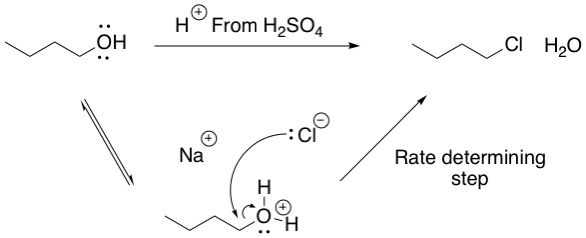 OH
H⊕ From H₂SO₄
Cl H₂O
Na⊕
:Cl⊖
Rate determining
step
H
O⊕
H